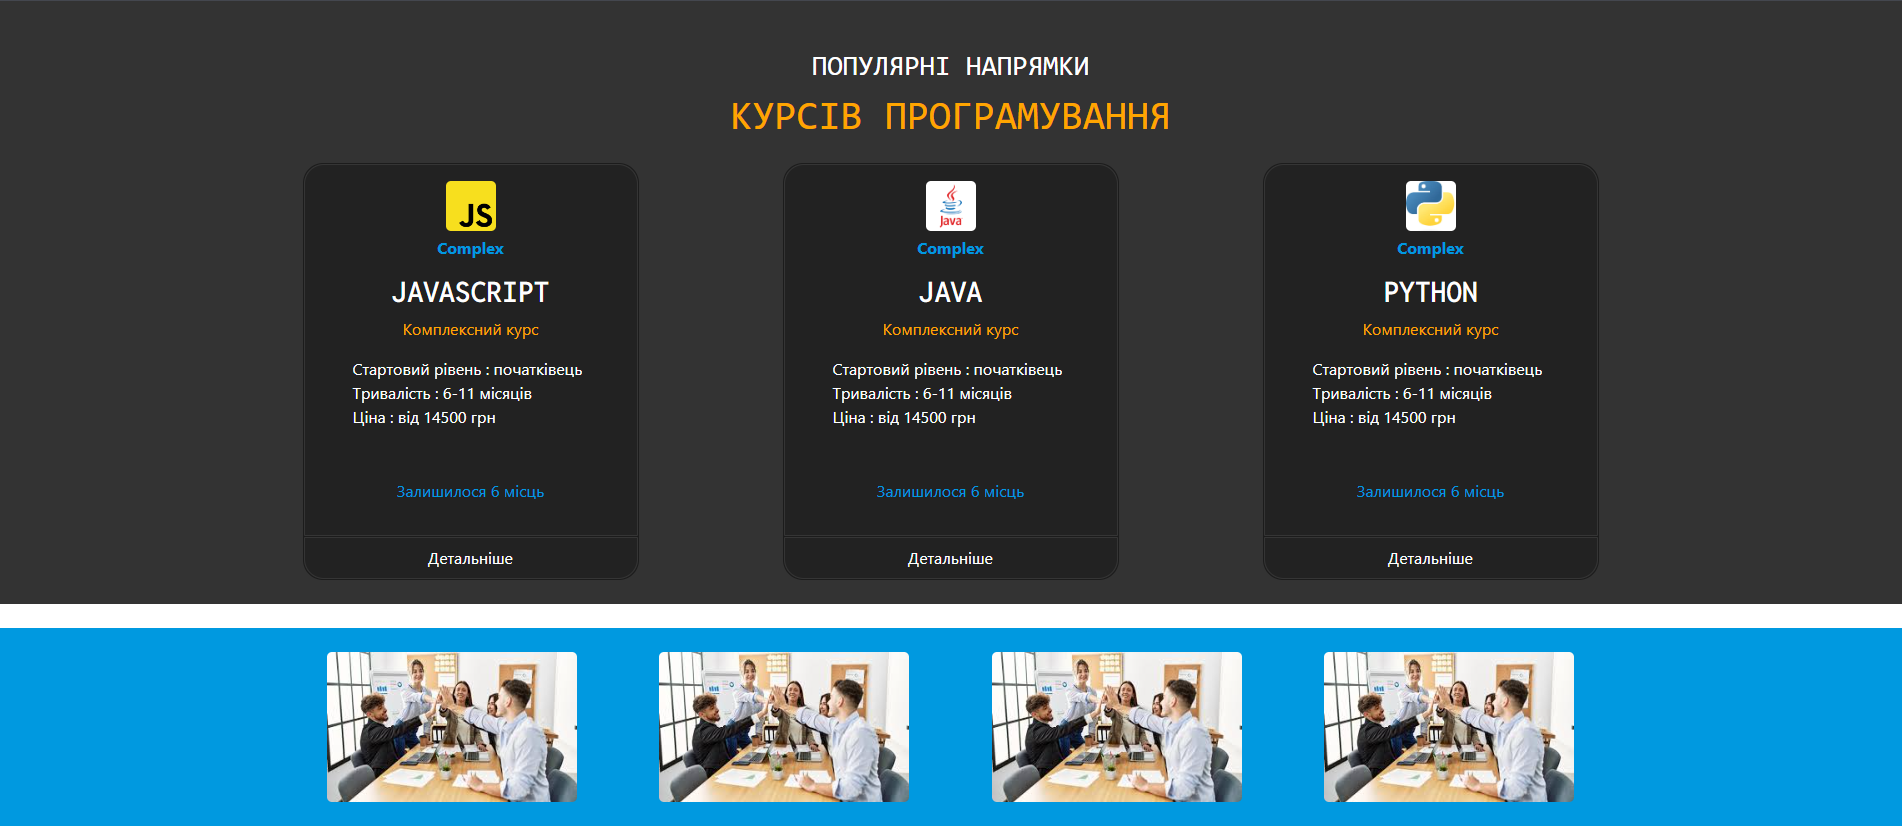 ПОПУЛЯРНІ НАПРЯМКИ
КУРСІВ ПРОГРАМУВАННЯ
JS
Complex
JAVASCRIPT
Комплексний курс
Стартовий рівень : початківець
Тривалість : 6-11 місяців
Ціна : від 14500 грн
Залишилося 6 місць
Детальніше
Java
Complex
JAVA
Комплексний курс
Стартовий рівень : початківець
Тривалість : 6-11 місяців
Ціна : від 14500 грн
Залишилося 6 місць
Детальніше
Complex
PYTHON
Комплексний курс
Стартовий рівень : початківець
Тривалість : 6-11 місяців
Ціна : від 14500 грн
Залишилося 6 місць
Детальніше